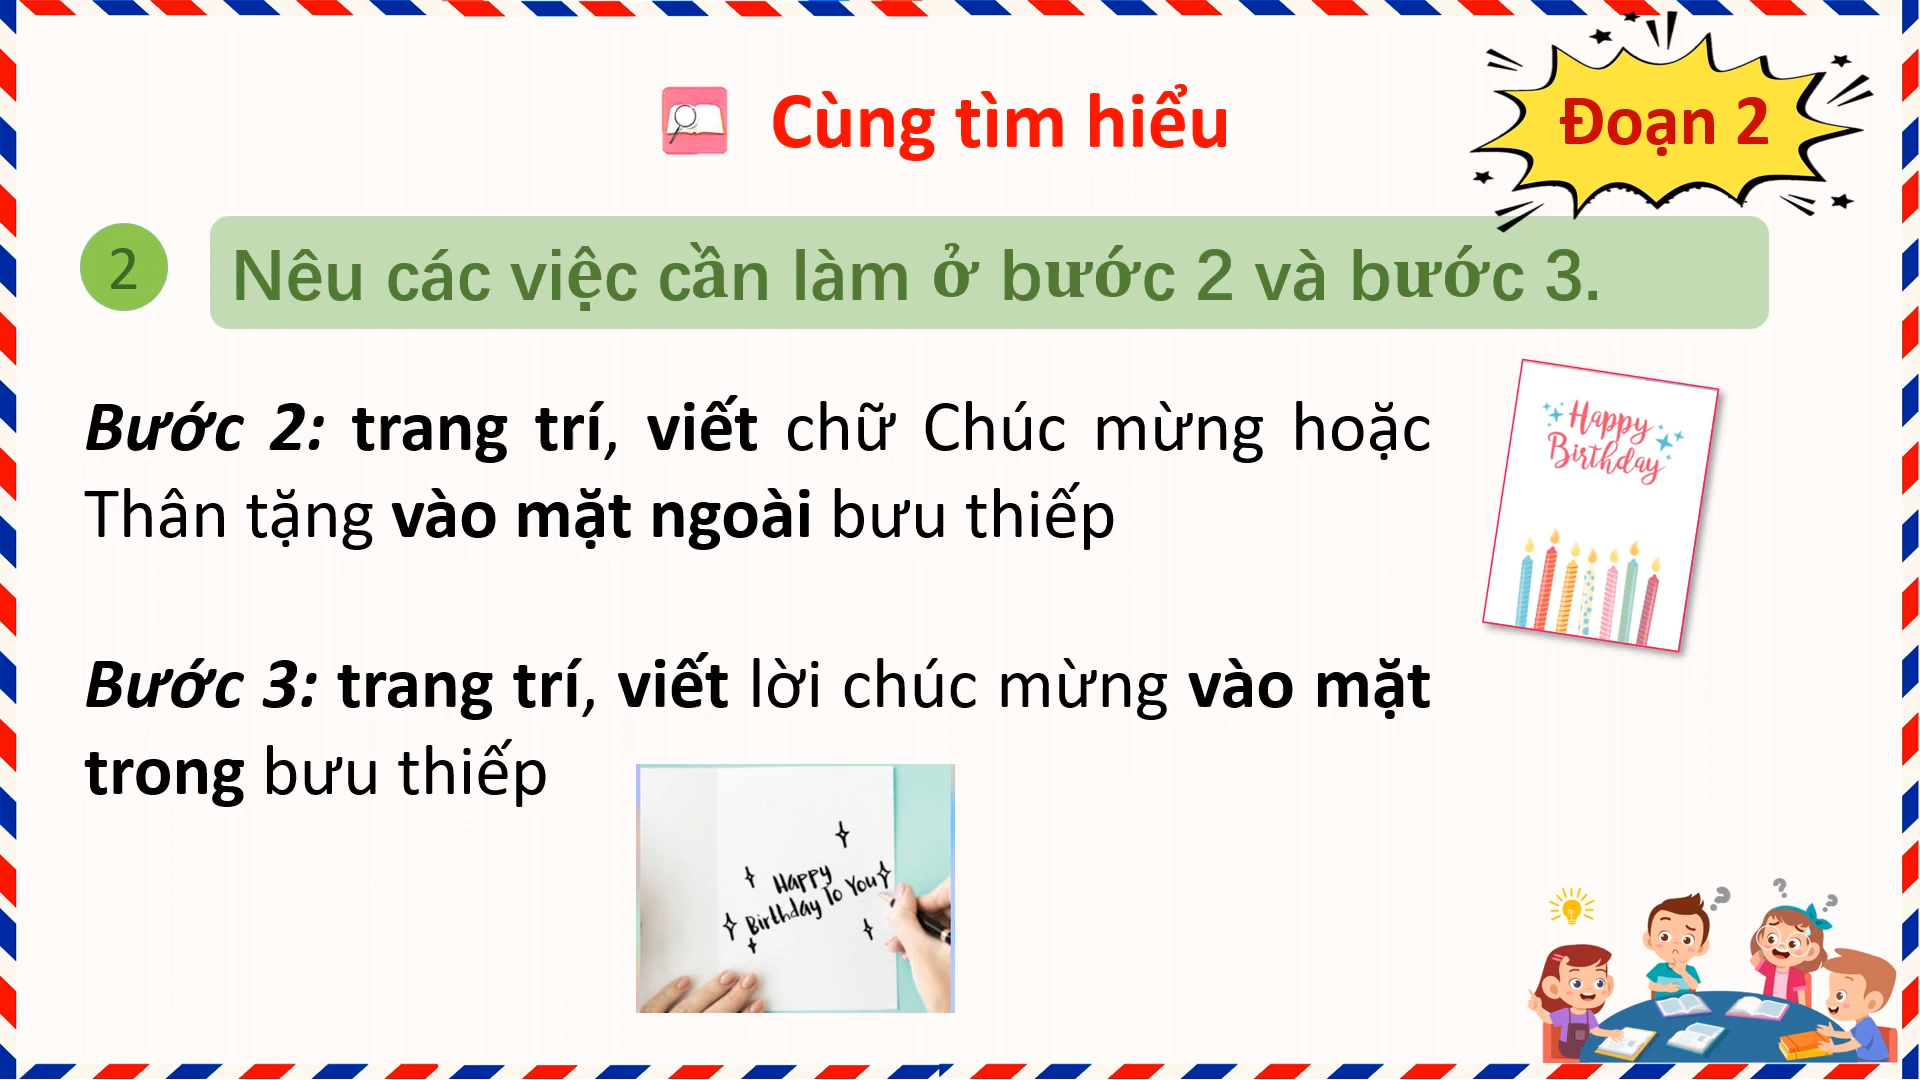 Cùng tìm hiểu
Đoạn 2
2
Nêu các việc cần làm ở bước 2 và bước 3.
Bước 2: trang trí, viết chữ Chúc mừng hoặc
Thân tặng vào mặt ngoài bưu thiếp
Happy
Birthday
Bước 3: trang trí, viết lời chúc mừng vào mặt
trong bưu thiếp
Happy
Birthday To You
? ? ?